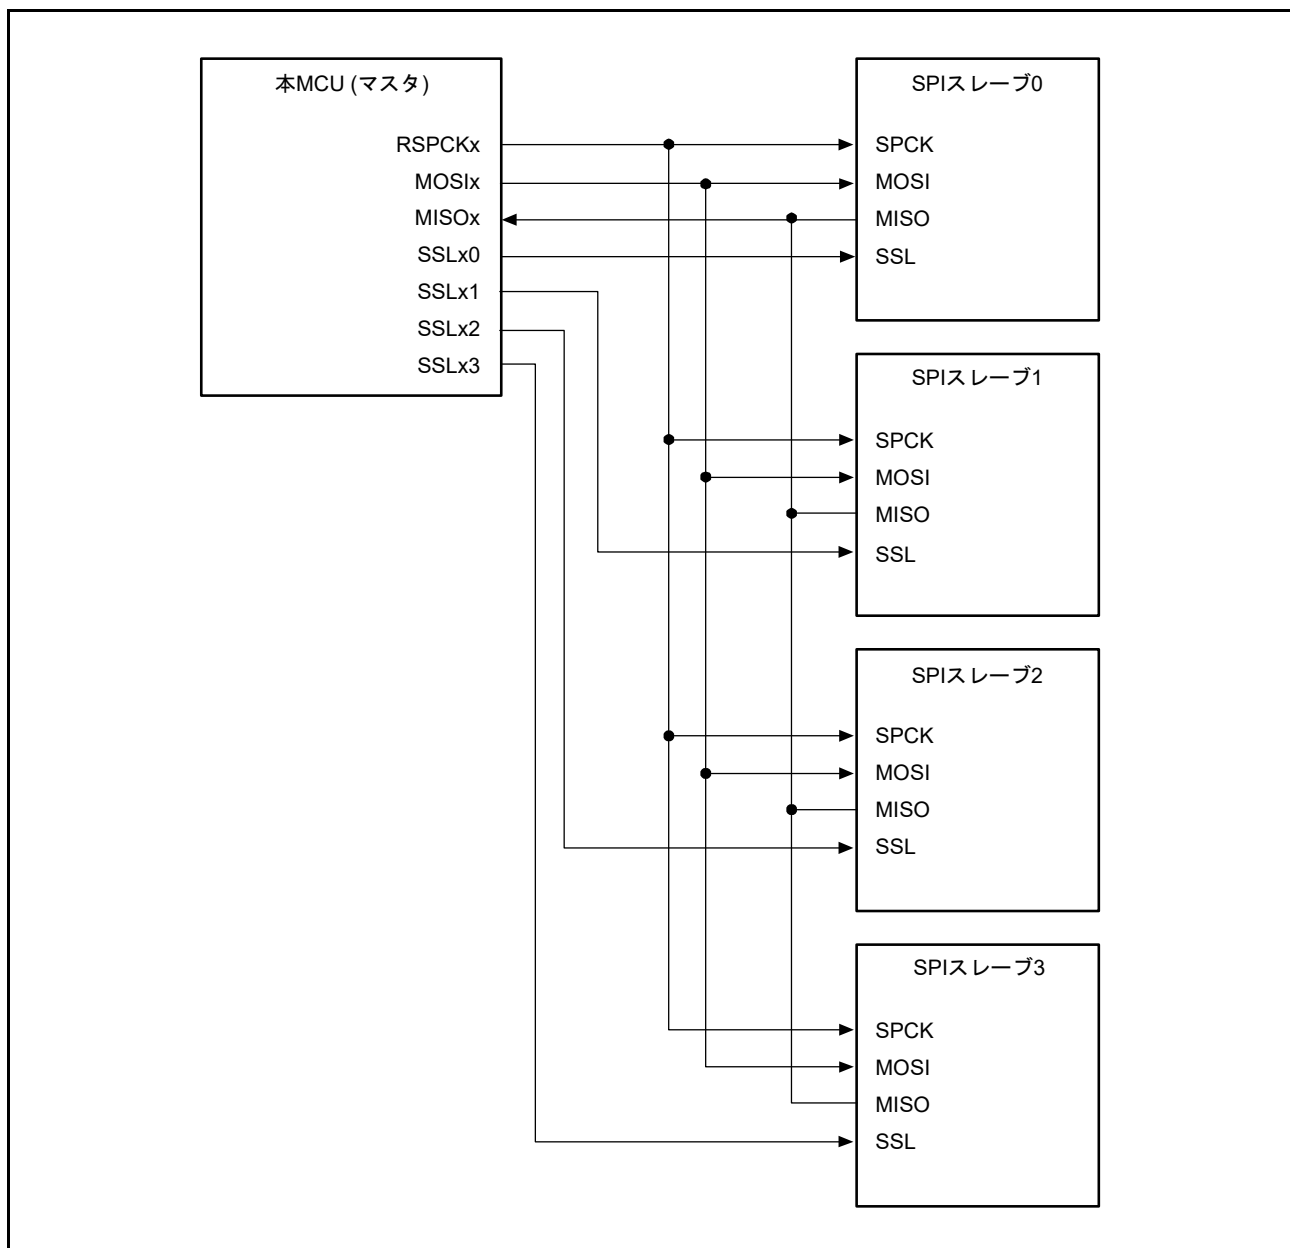 本MCU (マスタ)
RSPCKx
MOSIx
MISOx
SSLx0
SSLx1
SSLx2
SSLx3
SPIスレーブ0
SPCK
MOSI
MISO
SSL
SPIスレーブ1
SPCK
MOSI
MISO
SSL
SPIスレーブ2
SPCK
MOSI
MISO
SSL
SPIスレーブ3
SPCK
MOSI
MISO
SSL